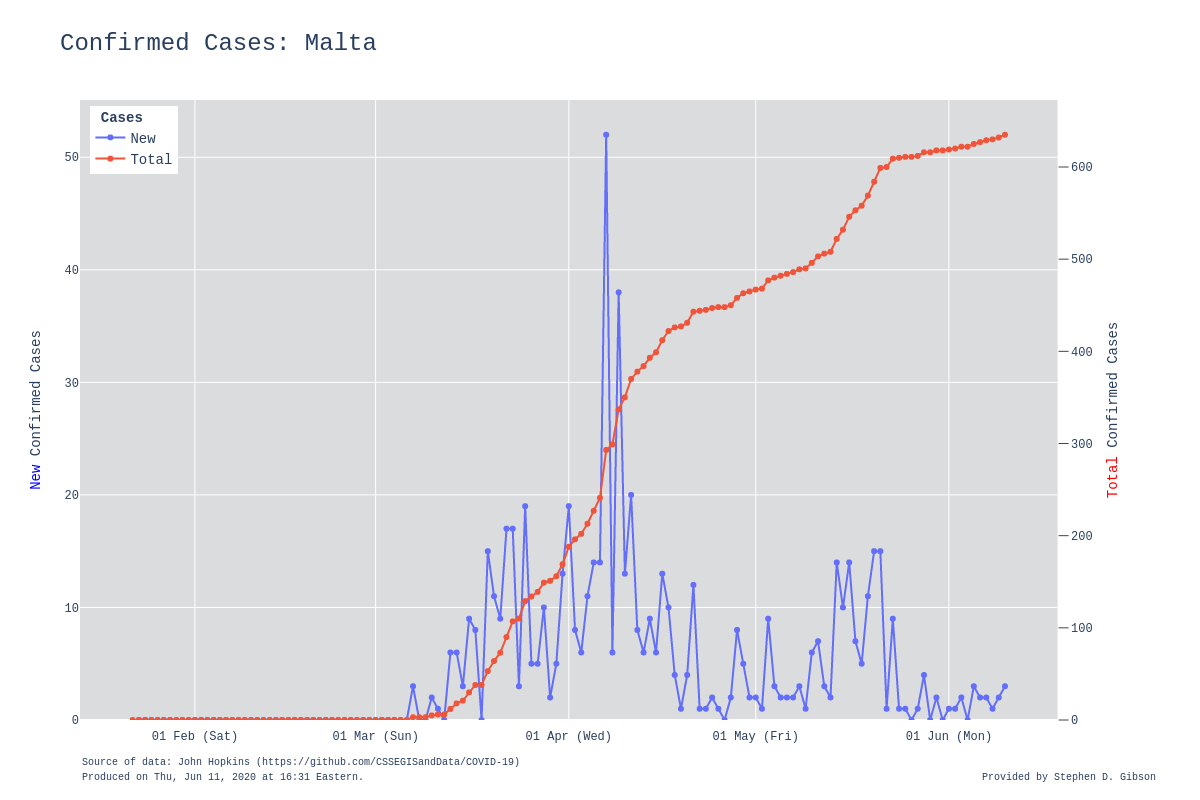 Confirmed Cases: Malta
Cases
New
Total
50
40
30
20
10
0
600
500
400
300
200
100
0
New Confirmed Cases
Total Confirmed Cases
01 Feb (Sat)
01 Mar (Sun)
01 Apr (Wed)
01 May (Fri)
01 Jun (Mon)
Source of data: John Hopkins (https://github.com/CSSEGISandData/COVID-19)
Produced on Thu, Jun 11, 2020 at 16:31 Eastern.
Provided by Stephen D. Gibson